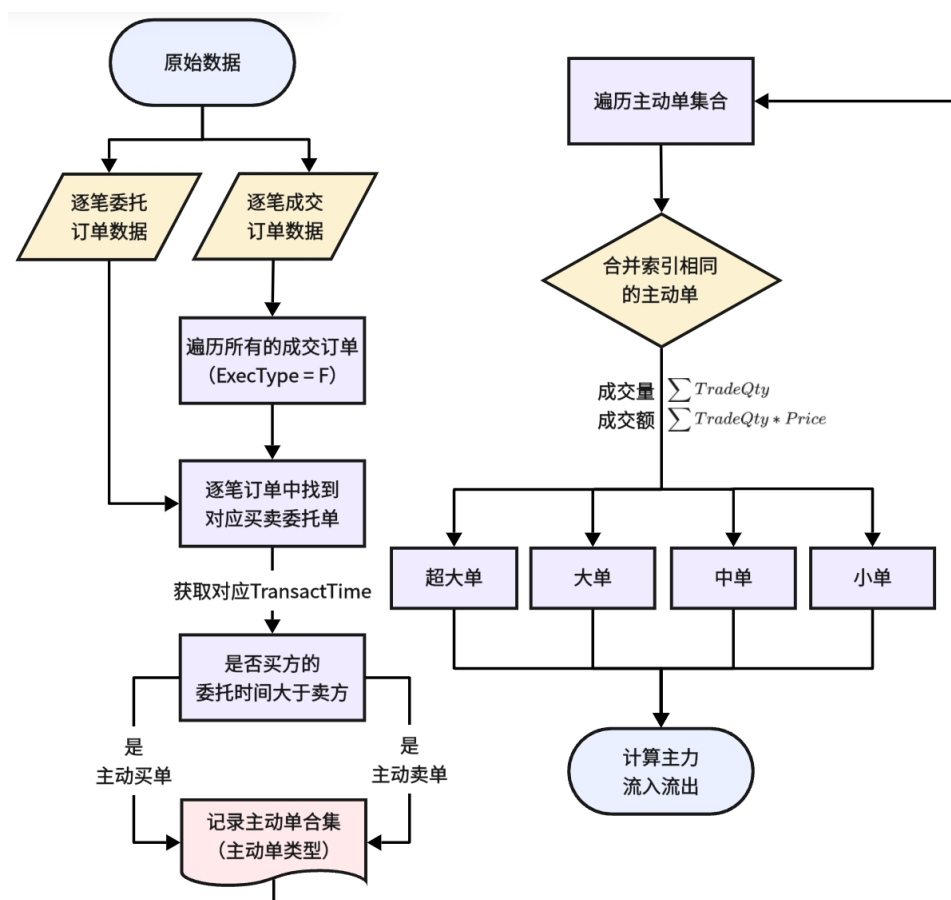 原始数据
逐笔委托
订单数据
逐笔成交
订单数据
遍历所有的成交订单
（ExecType = F）
逐笔订单中找到
对应买卖委托单
获取对应TransactTime
是否买方的
委托时间大于卖方
是
主动买单
是
主动卖单
记录主动单合集
（主动单类型）
遍历主动单集合
合并索引相同
的主动单
成交量 ∑ TradeQty
成交额 ∑ TradeQty * Price
超大单
大单
中单
小单
计算主力
流入流出